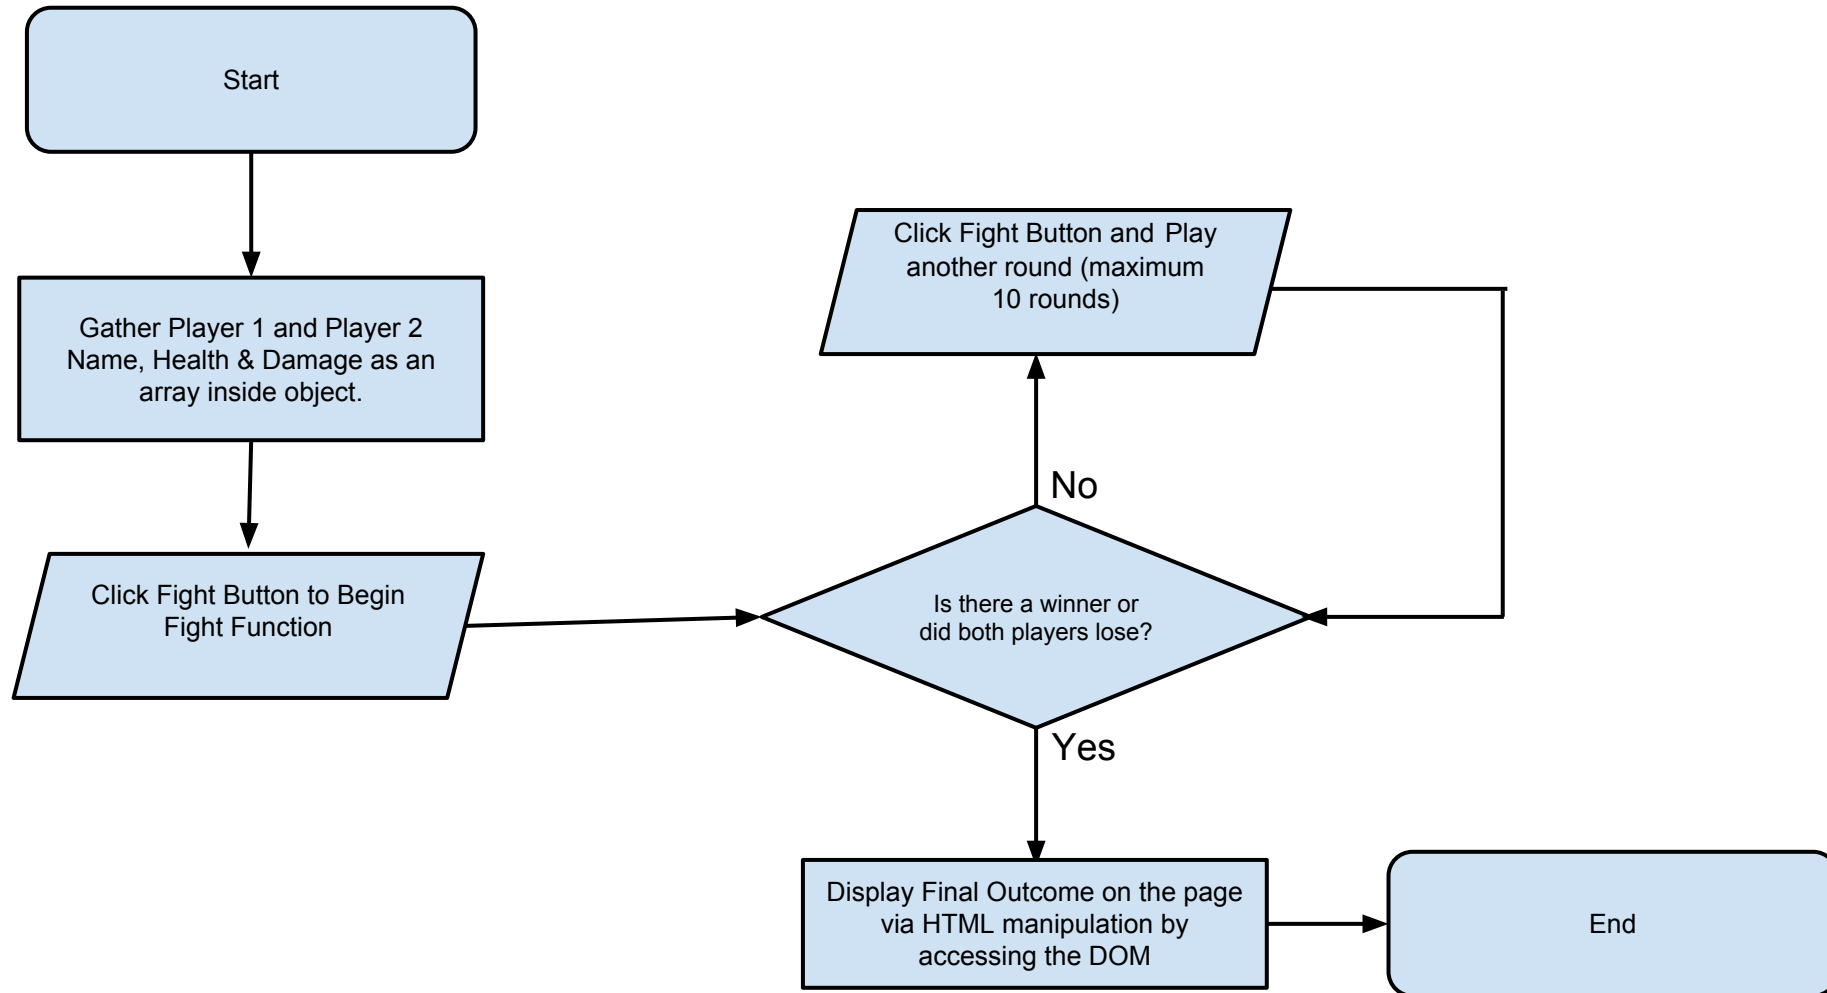 Start
Gather Player 1 and Player 2
Name, Health & Damage as an
array inside object.
Click Fight Button to Begin
Fight Function
Click Fight Button and Play
another round (maximum
10 rounds)
No
Is there a winner or
did both players lose?
Yes
Display Final Outcome on the page
via HTML manipulation by
accessing the DOM
End